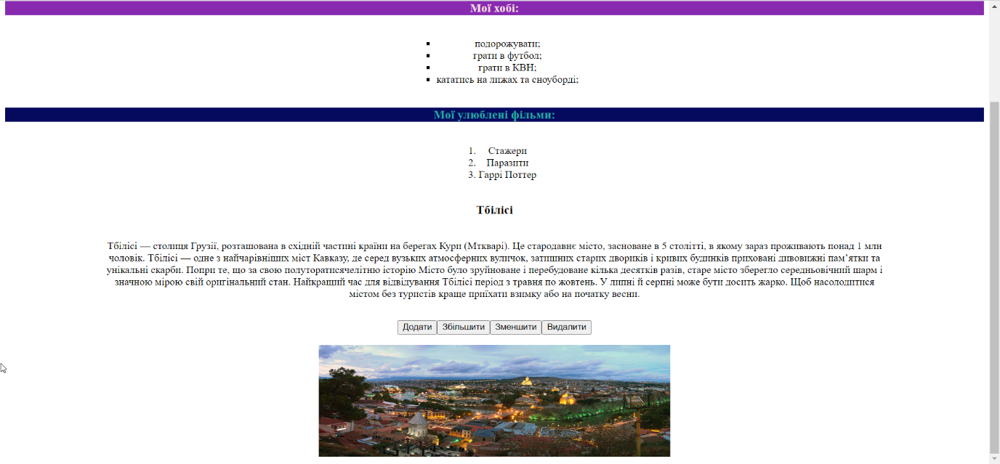 Мої хобі:
подорожувати;
грати в футбол;
грати в КВН;
кататись на лижах та сноуборді;
Мої улюблені фільми:
1. Стажери
2. Паразити
3. Гаррі Поттер
Тбілісі
Тбілісі — столиця Грузії, розташована в східній частині країни на берегах Кури (Мткварі). Це стародавнє місто, засноване в 5 столітті, в якому зараз проживають понад 1 млн
чоловік. Тбілісі — одне з найчарівніших міст Кавказу, де серед вузьких атмосферних вуличок, затишних старих двориків і кривих будинків приховані дивовижні пам’ятки та
унікальні скарби. Попри те, що за свою полуторатисячелітню історію Місто було зруйноване і перебудоване кілька десятків разів, старе місто зберегло середньовічний шарм і
значною мірою свій оригінальний стан. Найкращий час для відвідування Тбілісі період з травня по жовтень. У липні й серпні може бути досить жарко. Щоб насолодитися
містом без туристів краще приїхати взимку або на початку весни.
Додати Збільшити Зменшити Видалити